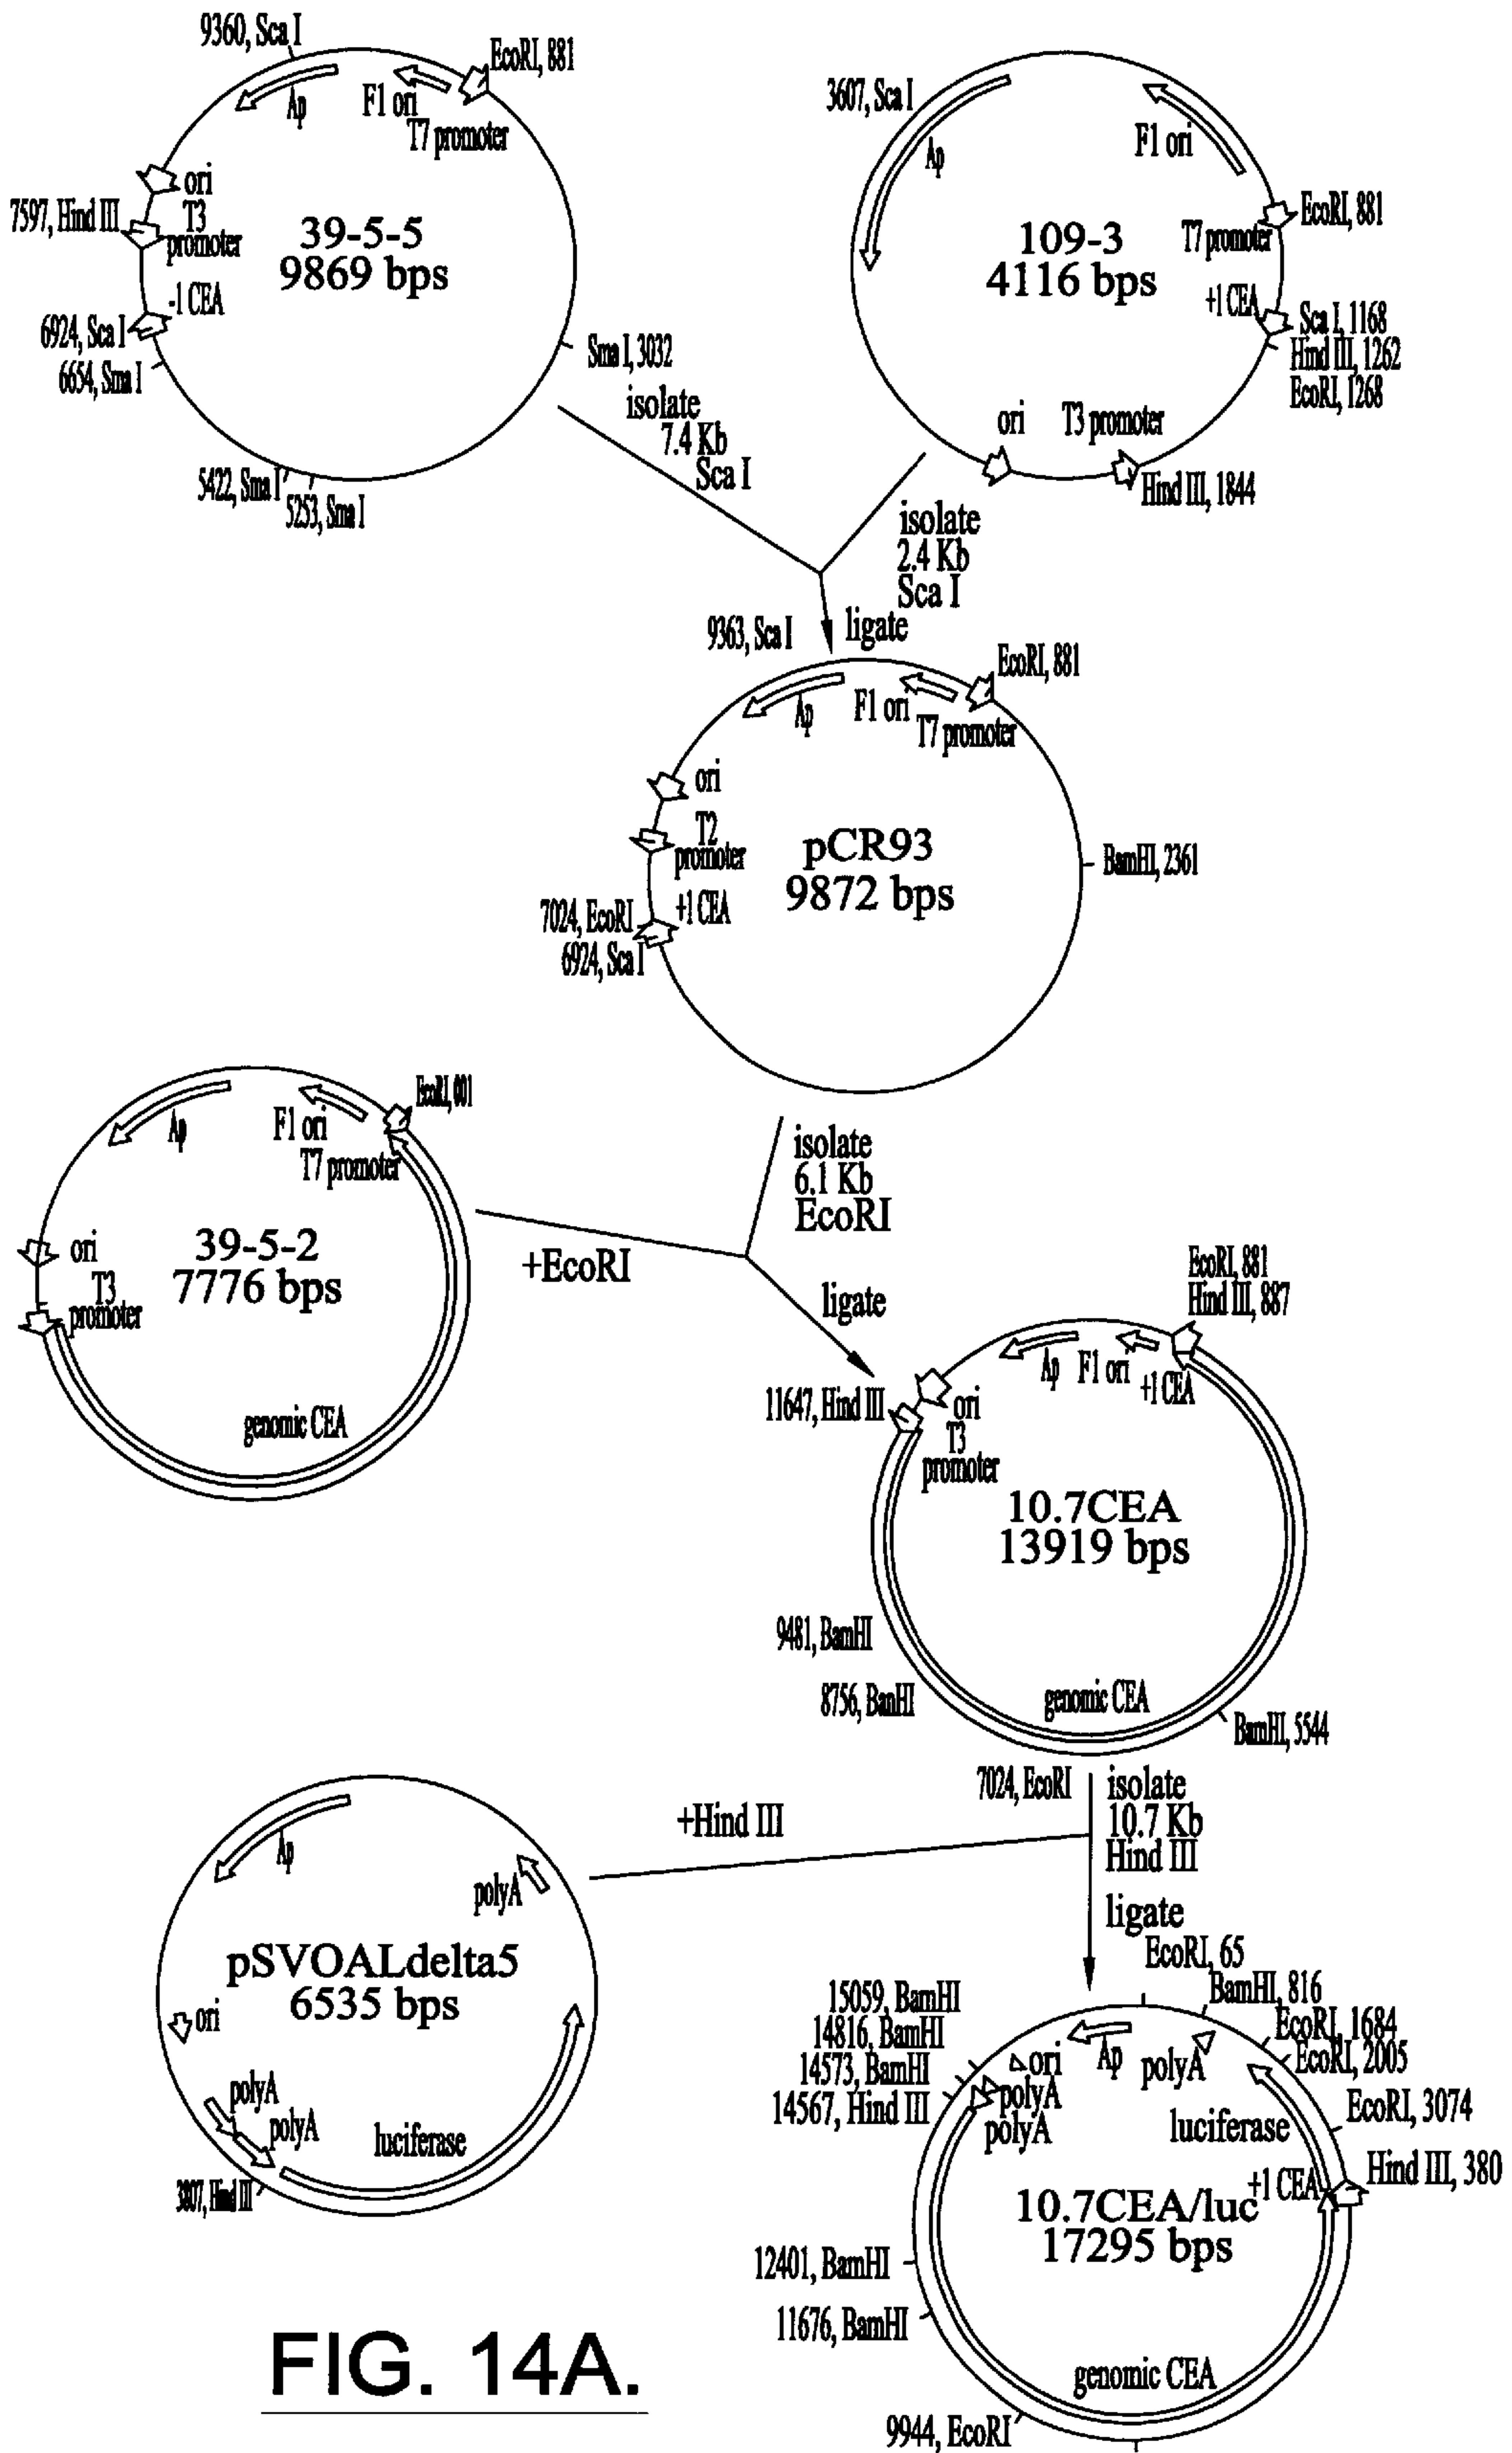 9360, Sca I
EcoRI, 881
Ap
F1 ori
T7 promoter
ori
7597, Hind III
T3
promoter
39-5-5
9869 bps
-1 CEA
6924, Sca I
6654, Sma I
Sma I, 3032
5422, Sma I
5253, Sma I
3607, Sca I
Ap
F1 ori
EcoRI, 881
T7 promoter
109-3
4116 bps
+1 CEA
Sca I, 1168
Hind III, 1262
EcoRI, 1268
ori
T3 promoter
Hind III, 1844
isolate
7.4 Kb
Sca I
isolate
2.4 Kb
Sca I
ligate
9363, Sca I
EcoRI, 881
Ap
F1 ori
T7 promoter
ori
T2
promoter
pCR93
9872 bps
BamHI, 2361
7024, EcoRI
+1 CEA
6924, Sca I
Ap
F1 ori
EcoRI,
T7 promoter
39-5-2
7776 bps
ori
T3
promoter
genomic CEA
isolate
6.1 Kb
EcoRI
+EcoRI
ligate
EcoRI, 881
Hind III, 887
Ap
F1 ori
+1 CEA
11647, Hind III
ori
T3
promoter
10.7CEA
13919 bps
9481, BamHI
8756, BanHI
genomic CEA
BamHI, 5544
7024, EcoRI
isolate
10.7 Kb
Hind III
+Hind III
ligate
Ap
polyA
pSVOALdelta5
6535 bps
ori
polyA
polyA
luciferase
3807, Hind III
EcoRI, 65
BamHI, 816
EcoRI, 1684
EcoRI, 2005
EcoRI, 3074
Hind III, 380
15059, BamHI
14816, BamHI
14573, BamHI
14567, Hind III
ori
Ap
polyA
polyA
polyA
luciferase
+1 CEA
10.7CEA/luc
17295 bps
12401, BamHI
11676, BamHI
genomic CEA
9944, EcoRI
FIG. 14A.